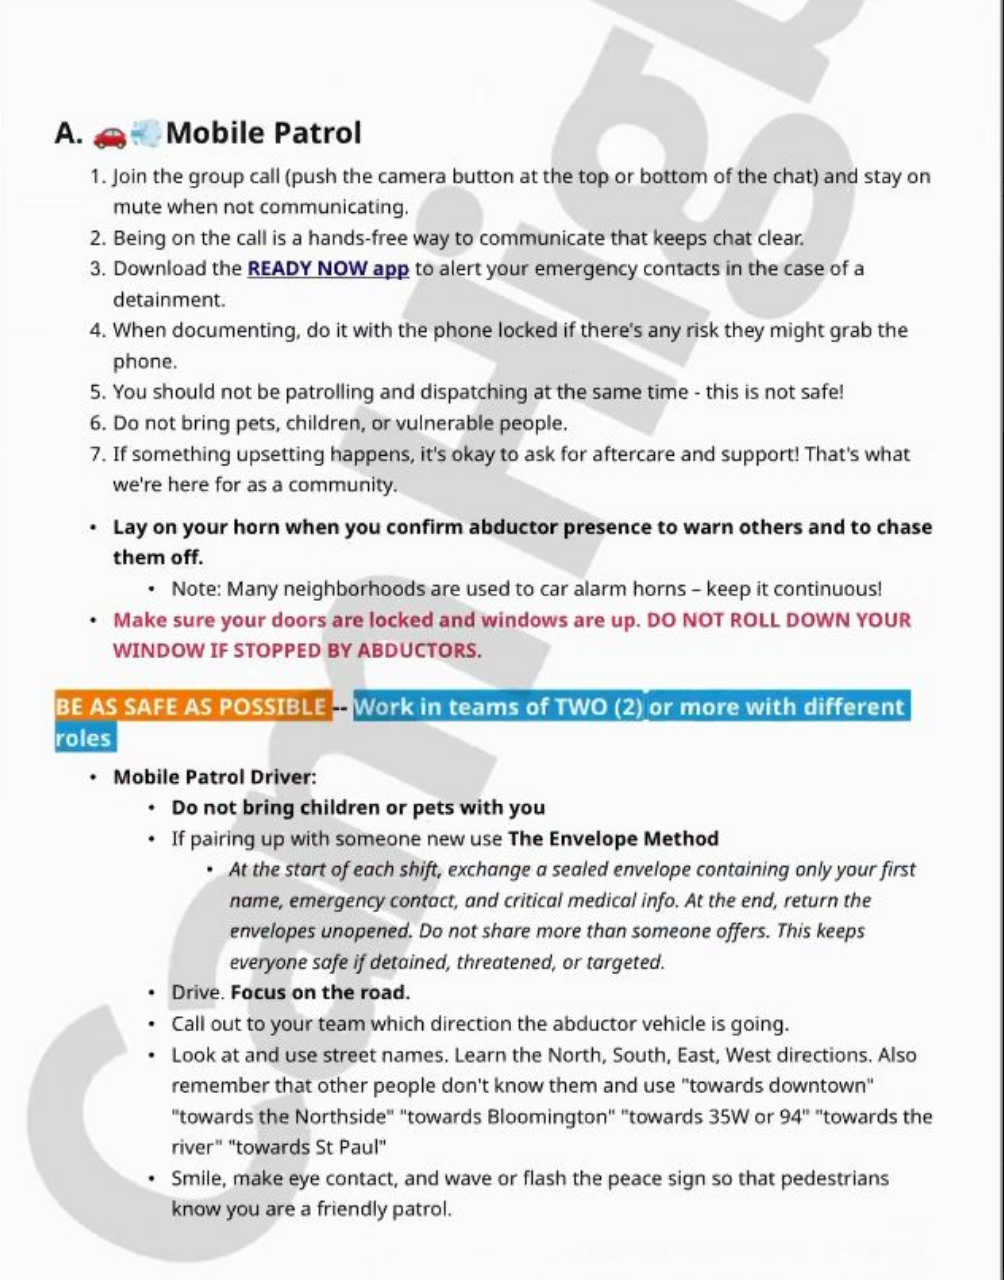 A. 🚗💨 Mobile Patrol
1. Join the group call (push the camera button at the top or bottom of the chat) and stay on
mute when not communicating.
2. Being on the call is a hands-free way to communicate that keeps chat clear.
3. Download the READY NOW app to alert your emergency contacts in the case of a
detainment.
4. When documenting, do it with the phone locked if there's any risk they might grab the
phone.
5. You should not be patrolling and dispatching at the same time - this is not safe!
6. Do not bring pets, children, or vulnerable people.
7. If something upsetting happens, it's okay to ask for aftercare and support! That's what
we're here for as a community.
• Lay on your horn when you confirm abductor presence to warn others and to chase
them off.
• Note: Many neighborhoods are used to car alarm horns – keep it continuous!
• Make sure your doors are locked and windows are up. DO NOT ROLL DOWN YOUR
WINDOW IF STOPPED BY ABDUCTORS.
BE AS SAFE AS POSSIBLE -- Work in teams of TWO (2) or more with different
roles
• Mobile Patrol Driver:
• Do not bring children or pets with you
• If pairing up with someone new use The Envelope Method
• At the start of each shift, exchange a sealed envelope containing only your first
name, emergency contact, and critical medical info. At the end, return the
envelopes unopened. Do not share more than someone offers. This keeps
everyone safe if detained, threatened, or targeted.
• Drive. Focus on the road.
• Call out to your team which direction the abductor vehicle is going.
• Look at and use street names. Learn the North, South, East, West directions. Also
remember that other people don't know them and use "towards downtown"
"towards the Northside" "towards Bloomington" "towards 35W or 94" "towards the
river" "towards St Paul"
• Smile, make eye contact, and wave or flash the peace sign so that pedestrians
know you are a friendly patrol.
Cam Hig